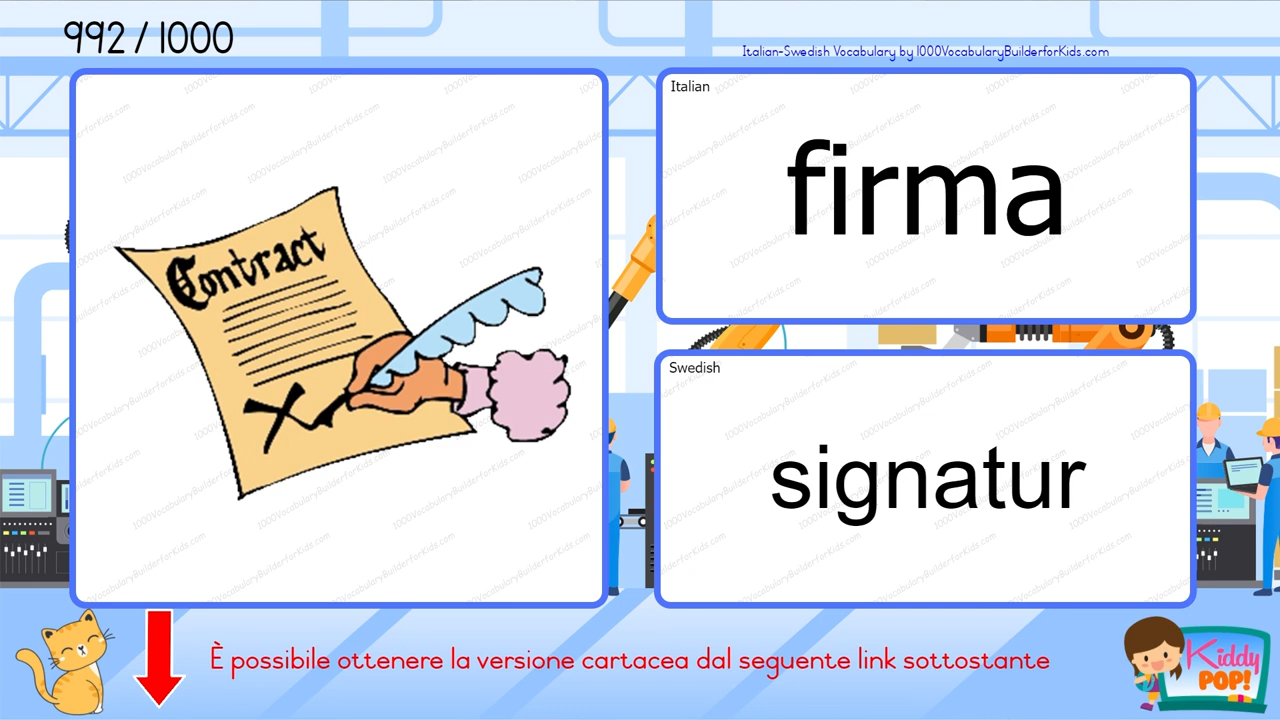 992 / 1000
Italian-Swedish Vocabulary by 1000VocabularyBuilderforKids.com
Italian
firma
Contract
Swedish
signatur
È possibile ottenere la versione cartacea dal seguente link sottostante
Kiddy
POP!